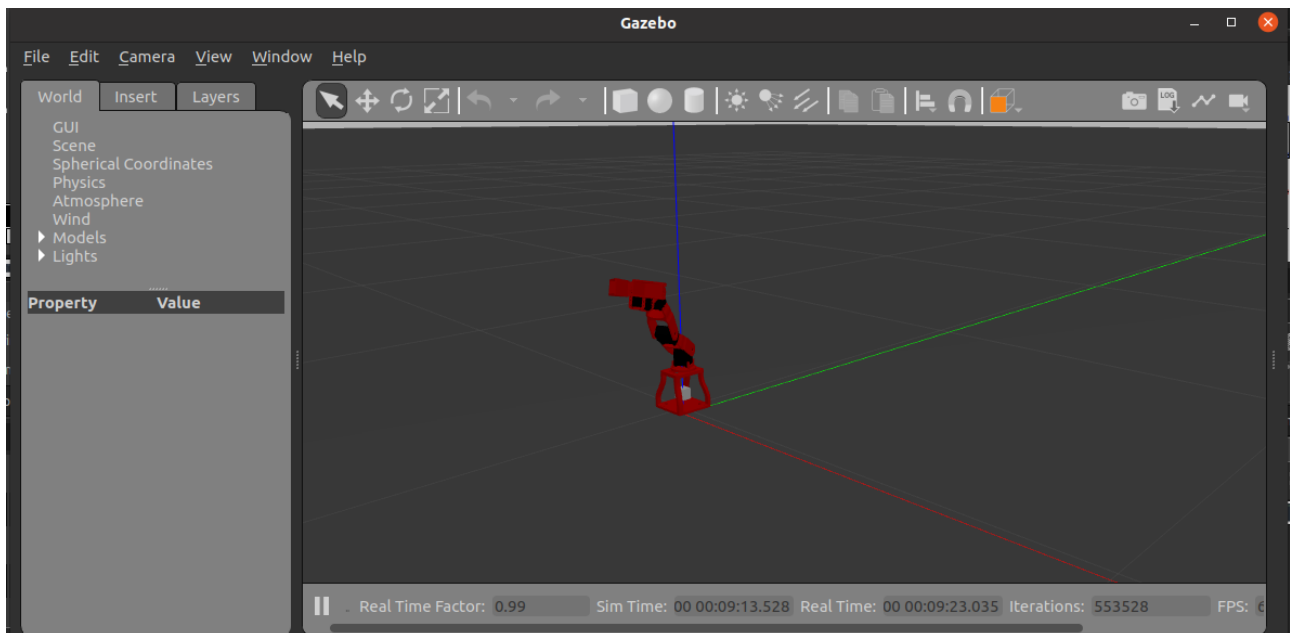 Gazebo
File Edit Camera View Window Help
World Insert Layers
LOG
GUI
Scene
Spherical Coordinates
Physics
Atmosphere
Wind
Models
Lights
Property Value
Real Time Factor: 0.99 Sim Time: 00 00:09:13.528 Real Time: 00 00:09:23.035 Iterations: 553528 FPS: